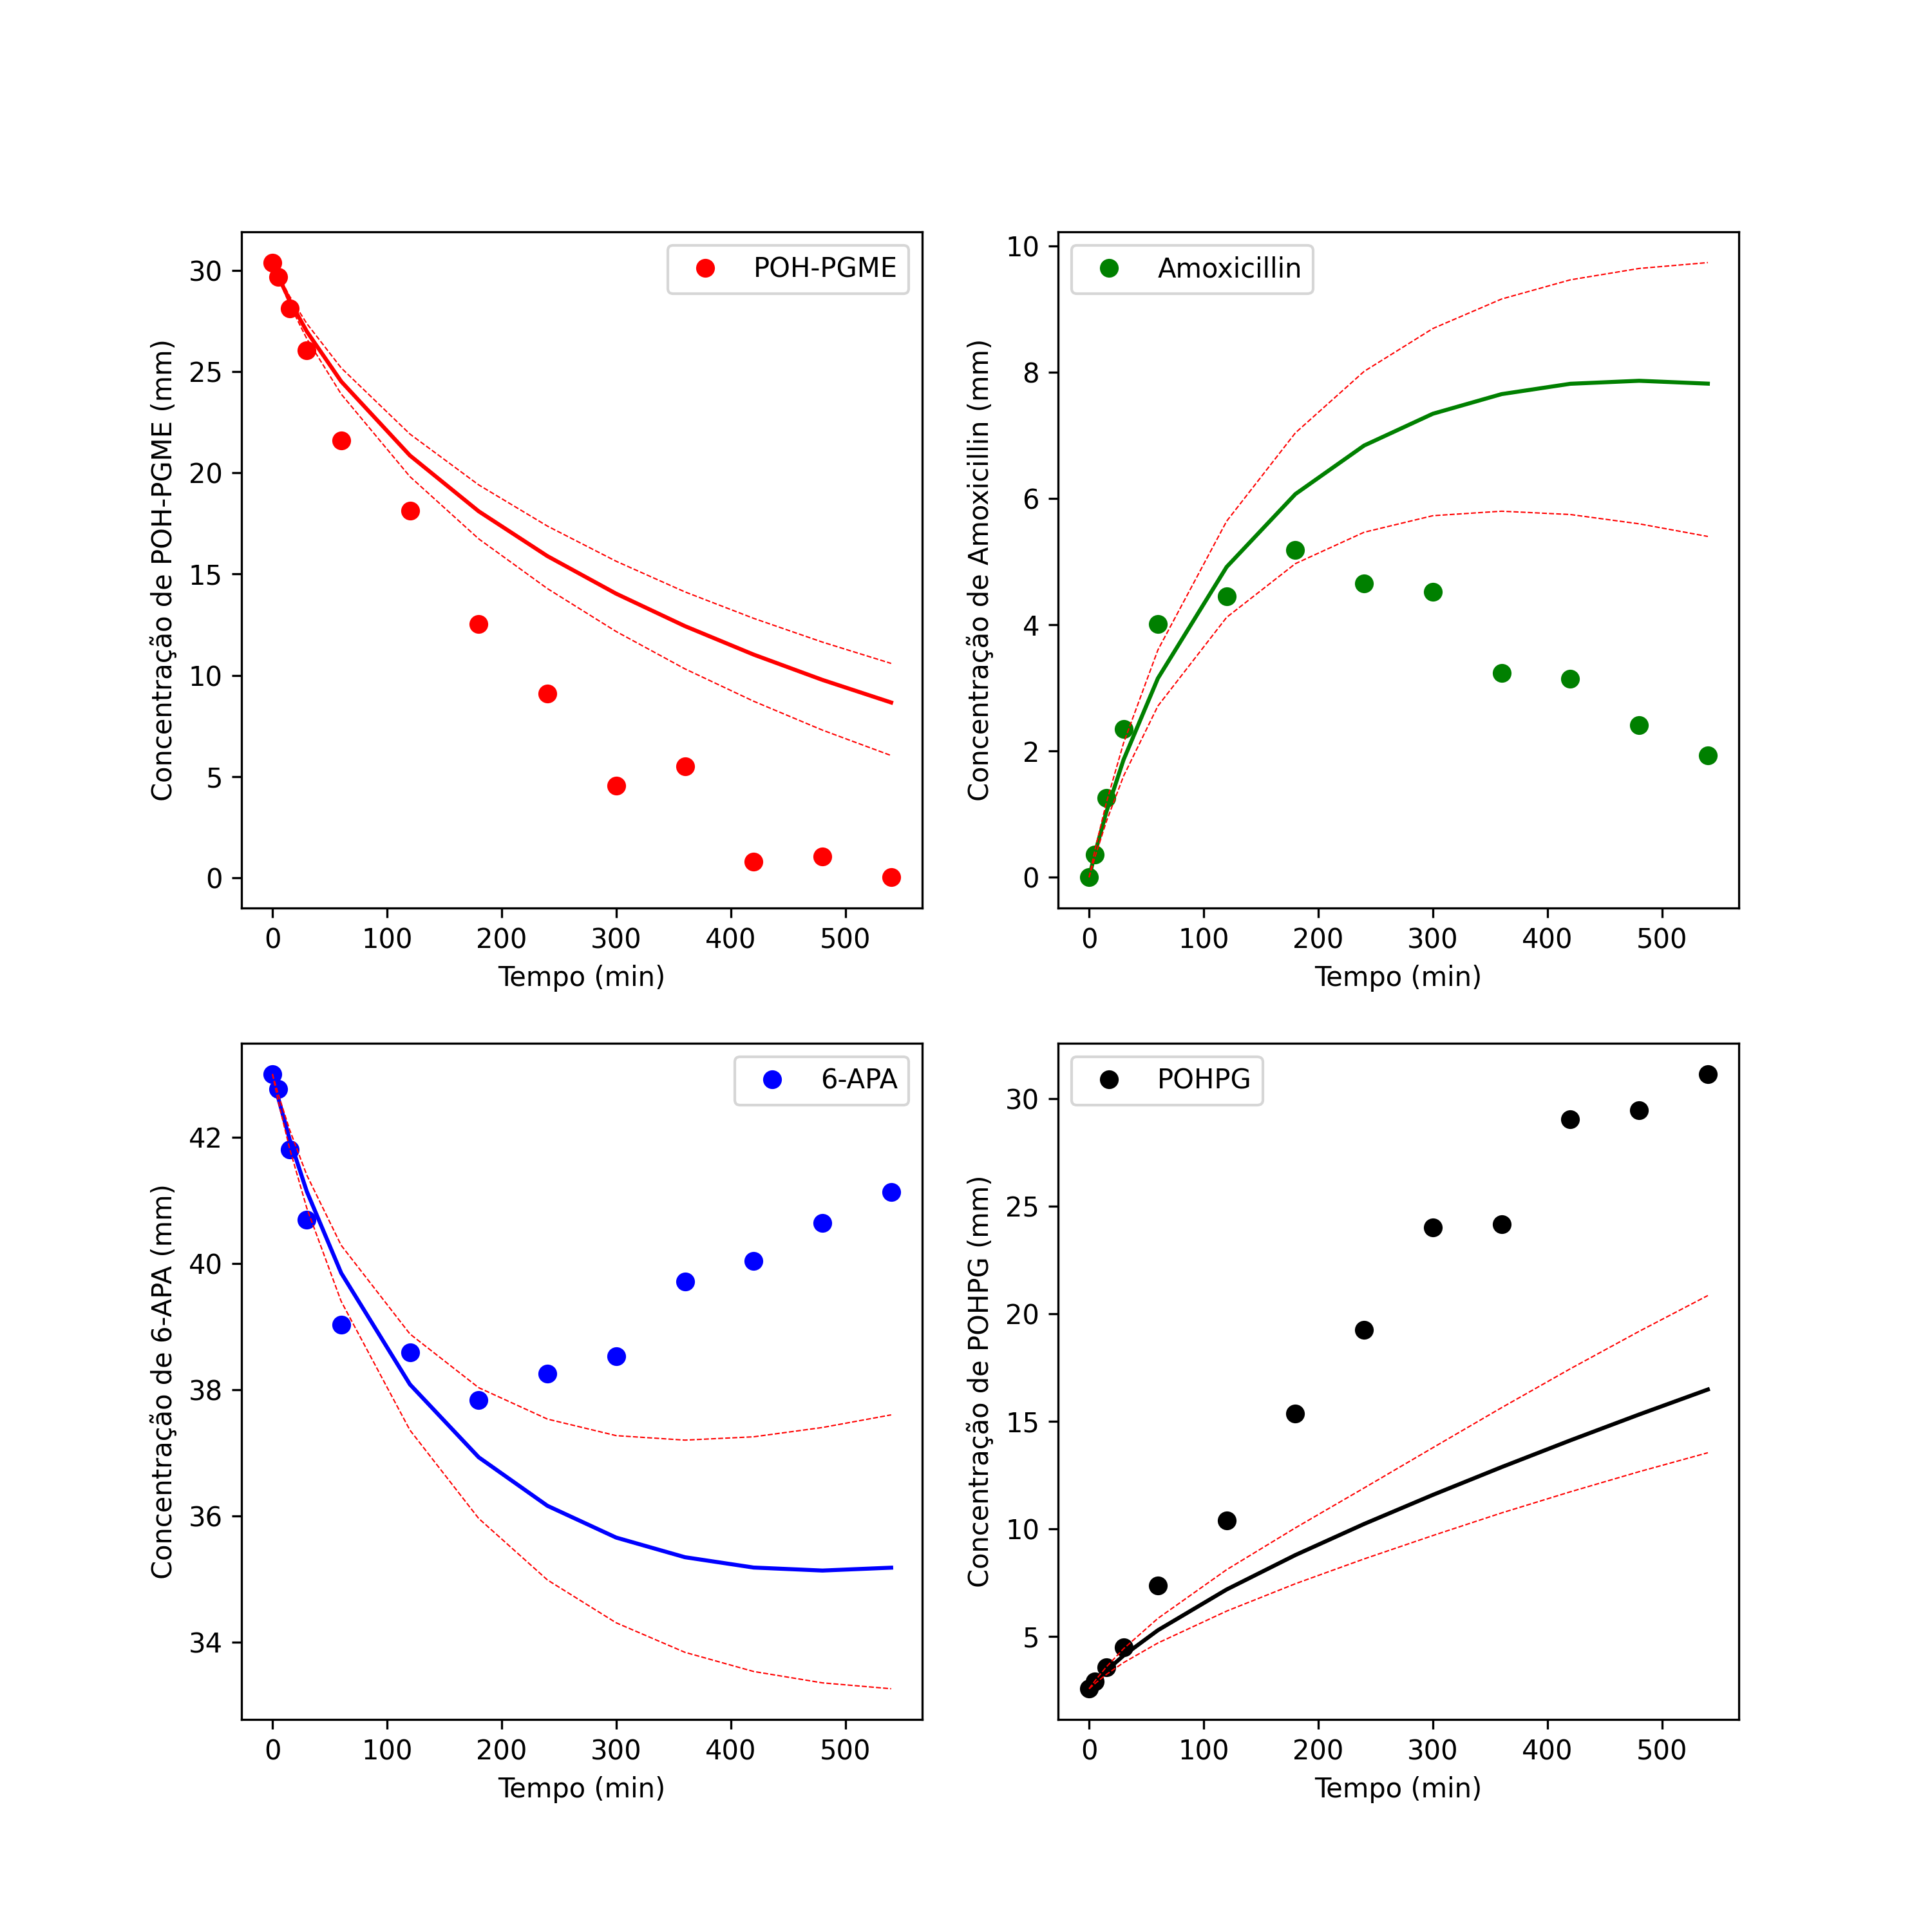 POH-PGME
Concentração de POH-PGME (mm)
30
25
20
15
10
5
0
0 100 200 300 400 500
Tempo (min)
Amoxicillin
Concentração de Amoxicillin (mm)
10
8
6
4
2
0
0 100 200 300 400 500
Tempo (min)
6-APA
Concentração de 6-APA (mm)
42
40
38
36
34
0 100 200 300 400 500
Tempo (min)
POHPG
Concentração de POHPG (mm)
30
25
20
15
10
5
0 100 200 300 400 500
Tempo (min)